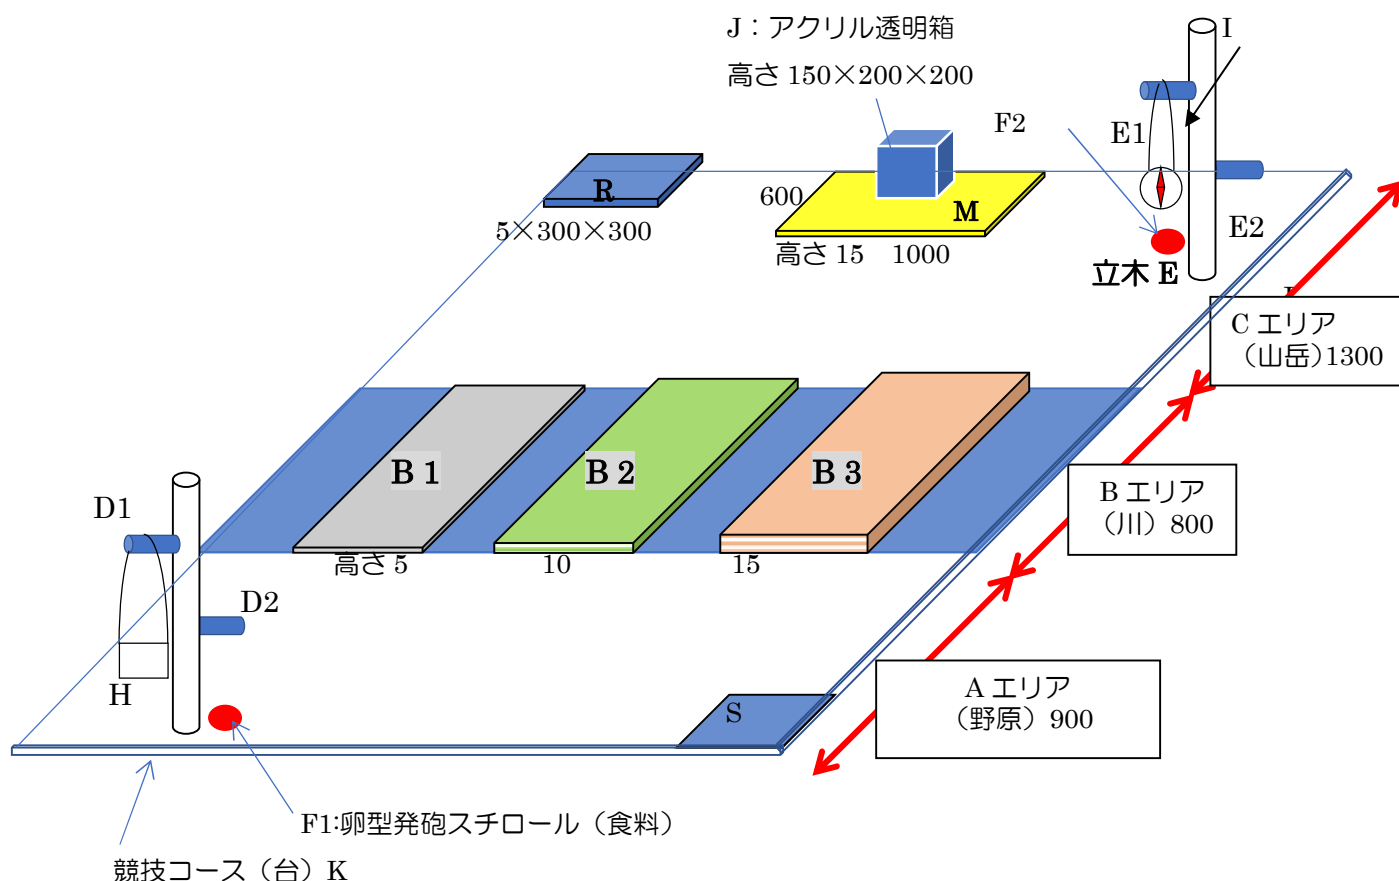 J：アクリル透明箱
高さ 150×200×200
I
F2
E1
R
600
M
5×300×300
高さ 15　1000
E2
立木 E
C エリア
（山岳）1300
B 1
B 2
B 3
B エリア
（川）800
D1
高さ 5
10
15
D2
A エリア
（野原）900
H
S
F1:卵型発砲スチロール（食料）
競技コース（台）K